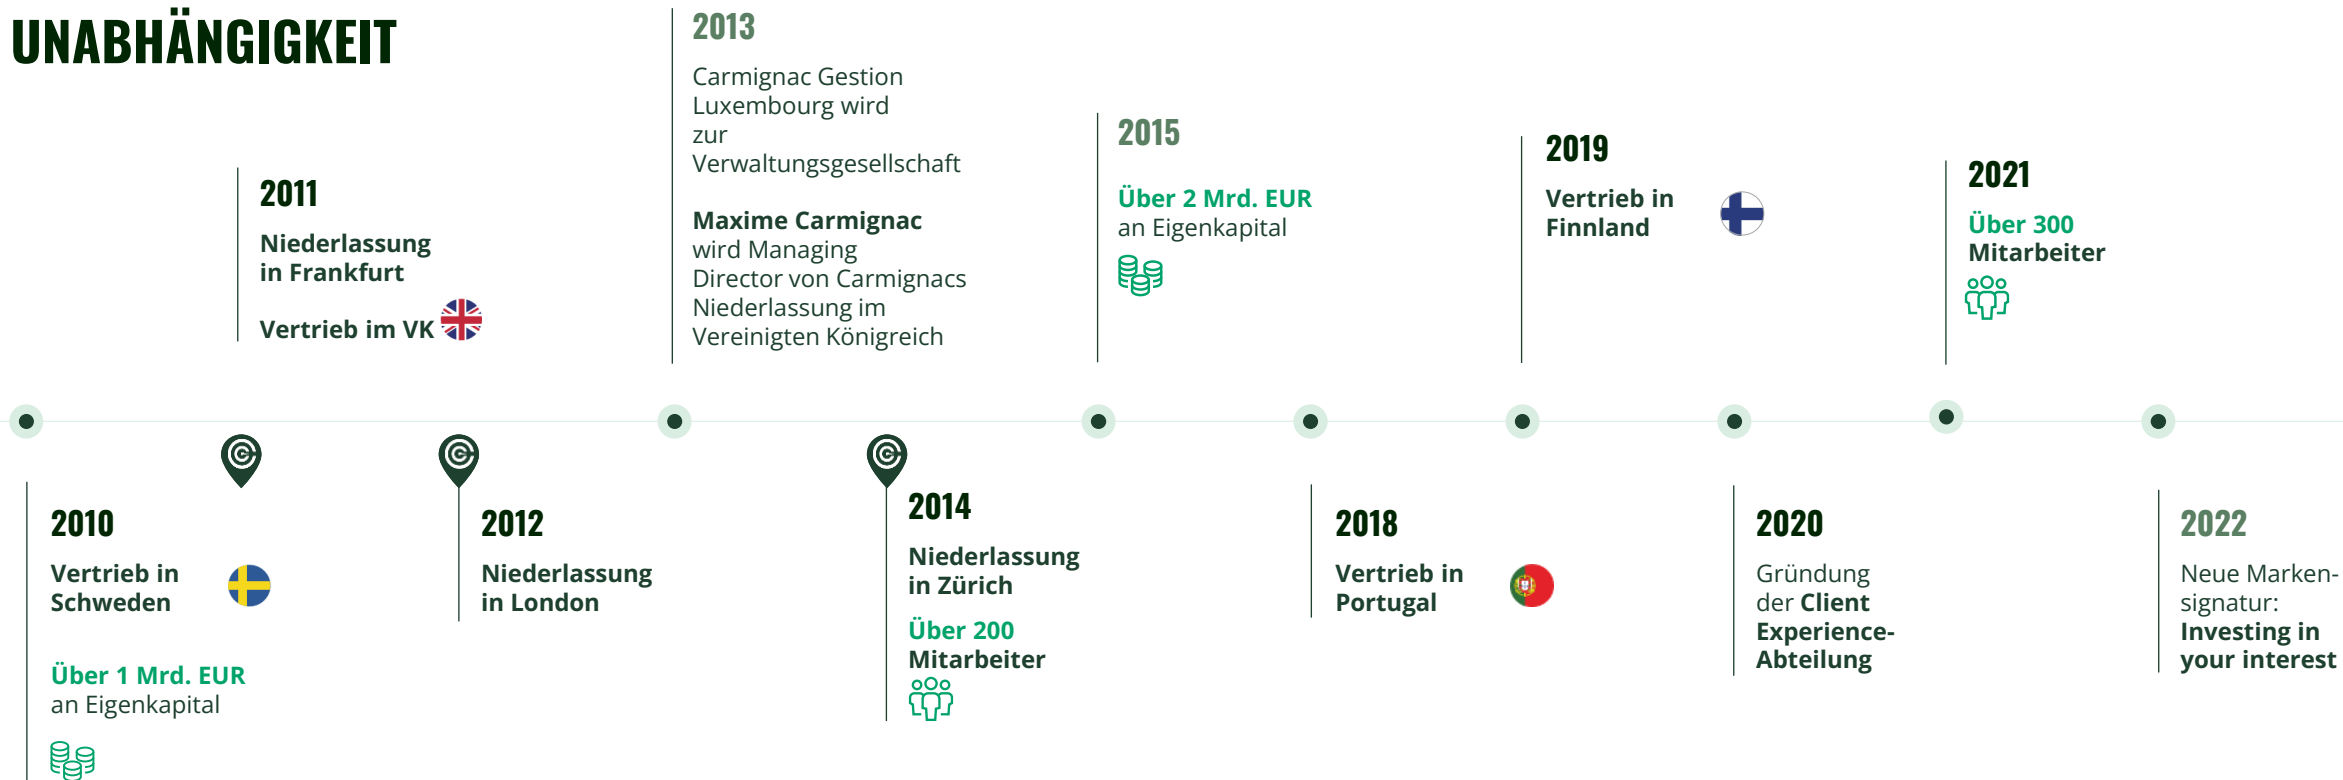 UNABHÄNGIGKEIT
2010
Vertrieb in
Schweden
Über 1 Mrd. EUR
an Eigenkapital
2011
Niederlassung
in Frankfurt
Vertrieb im VK
2012
Niederlassung
in London
2013
Carmignac Gestion
Luxembourg wird
zur
Verwaltungsgesellschaft
Maxime Carmignac
wird Managing
Director von Carmignacs
Niederlassung im
Vereinigten Königreich
2014
Niederlassung
in Zürich
Über 200
Mitarbeiter
2015
Über 2 Mrd. EUR
an Eigenkapital
2018
Vertrieb in
Portugal
2019
Vertrieb in
Finnland
2020
Gründung
der Client
Experience-
Abteilung
2021
Über 300
Mitarbeiter
2022
Neue Marken-
signatur:
Investing in
your interest